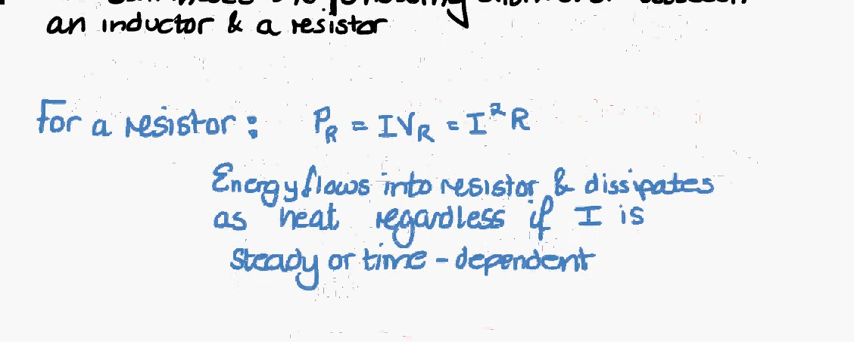 an inductor & a resistor
For a resistor : P_R = IV_R = I²R
Energy flows into resistor & dissipates
as heat regardless if I is
steady or time - dependent